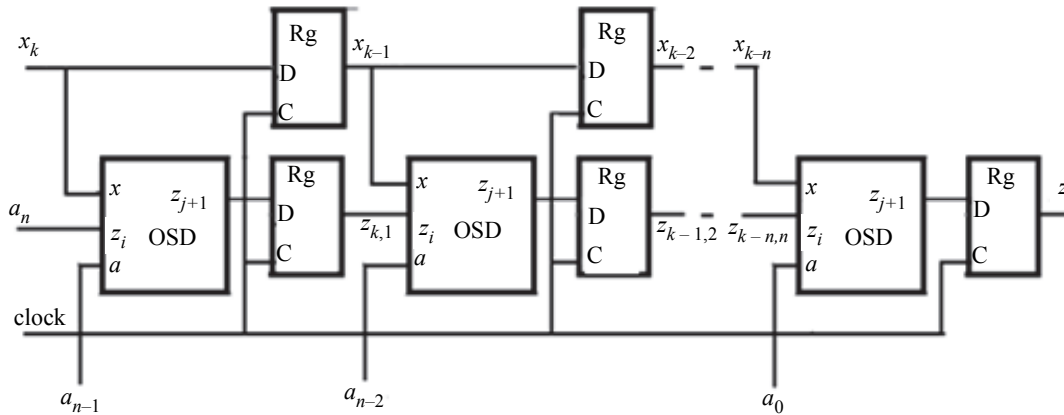 Rg
Rg
x_k
x_{k–1}
x_{k–2}
x_{k–n}
D
D
C
C
x
z_{j+1}
Rg
x
z_{j+1}
Rg
x
z_{j+1}
Rg
z
a_n
D
D
D
z_i
OSD
z_{k,1}
z_i
OSD
z_{k–1,2}
z_{k–n,n}
z_i
OSD
a
C
a
C
a
C
clock
a_{n–1}
a_{n–2}
a_0